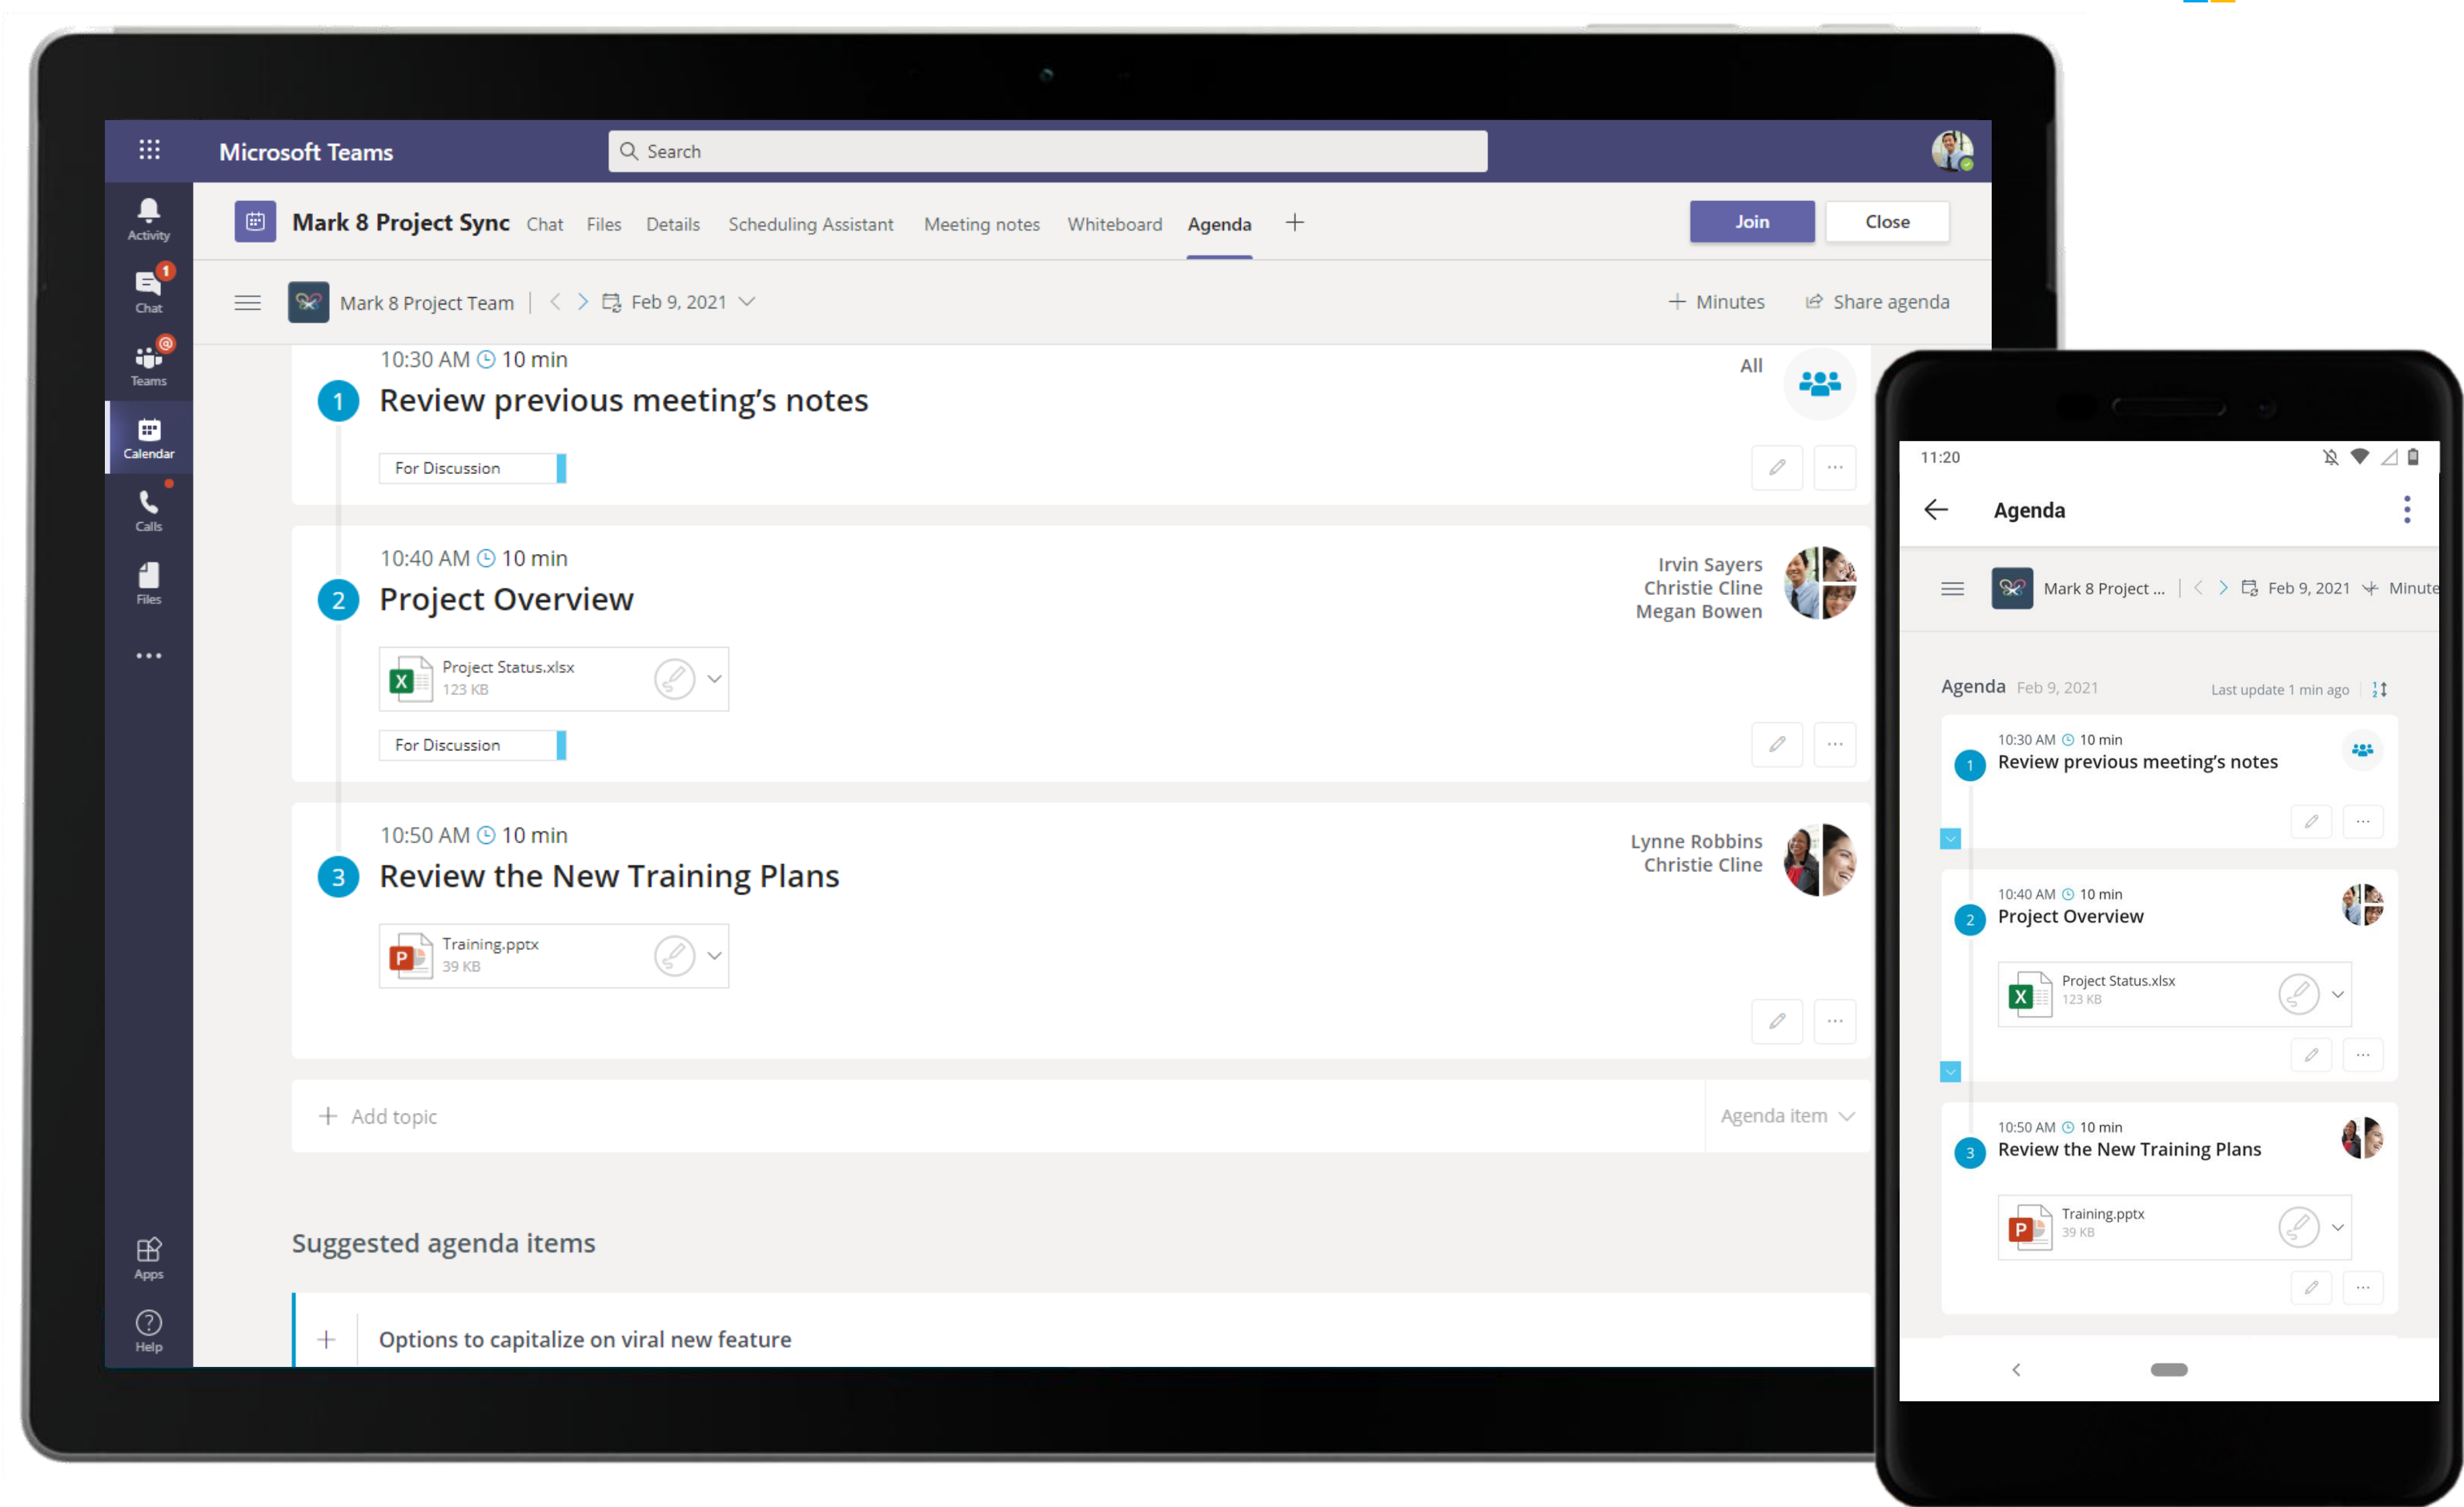 Microsoft Teams
Search
Activity
1
Chat
@
Teams
Calendar
Calls
Files
Apps
Help
Mark 8 Project Sync Chat Files Details Scheduling Assistant Meeting notes Whiteboard Agenda
Join Close
Mark 8 Project Team Feb 9, 2021
Minutes Share agenda
10:30 AM 10 min
All
1 Review previous meeting’s notes
For Discussion
10:40 AM 10 min
Irvin Sayers
Christie Cline
Megan Bowen
2 Project Overview
X Project Status.xlsx
123 KB
For Discussion
10:50 AM 10 min
Lynne Robbins
Christie Cline
3 Review the New Training Plans
P Training.pptx
39 KB
+ Add topic
Agenda item
Suggested agenda items
+ Options to capitalize on viral new feature
11:20
Agenda
Mark 8 Project ... Feb 9, 2021 Minute
Agenda Feb 9, 2021 Last update 1 min ago
10:30 AM 10 min
1 Review previous meeting’s notes
10:40 AM 10 min
2 Project Overview
X Project Status.xlsx
123 KB
10:50 AM 10 min
3 Review the New Training Plans
P Training.pptx
39 KB